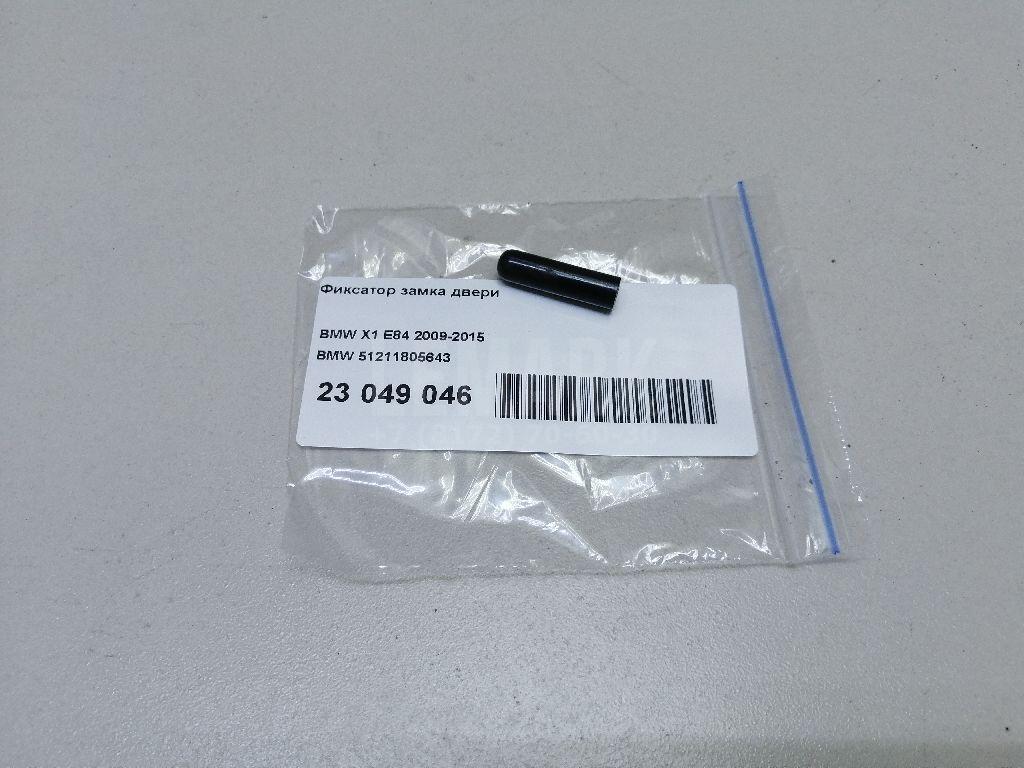 Фиксатор замка двери
BMW X1 E84 2009-2015
BMW 51211805643
23 049 046